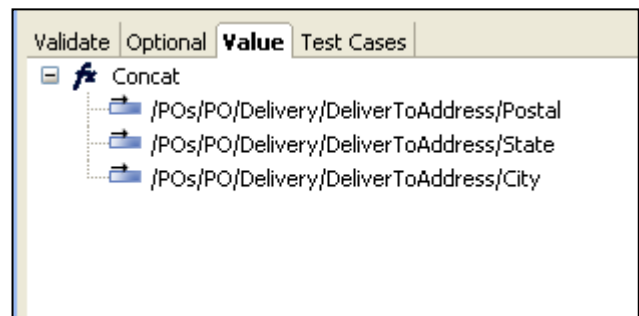 Validate Optional Value Test Cases
fx Concat
/POs/PO/Delivery/DeliverToAddress/Postal
/POs/PO/Delivery/DeliverToAddress/State
/POs/PO/Delivery/DeliverToAddress/City